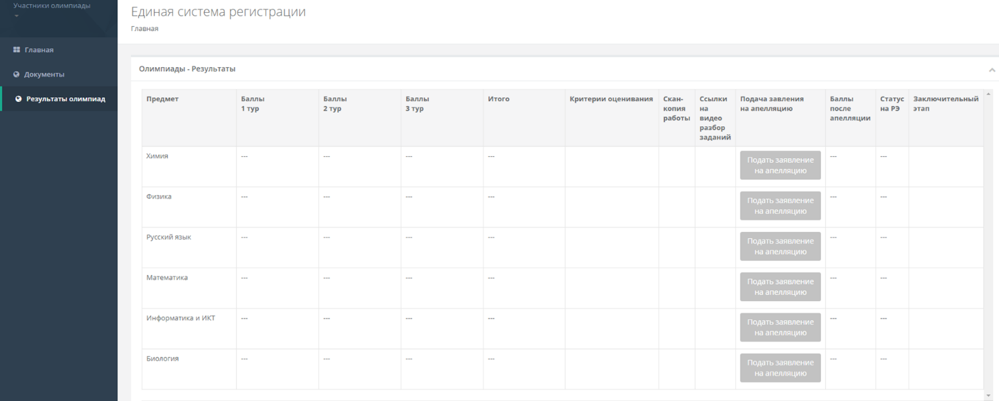 Участники олимпиады
Единая система регистрации
Главная
Главная
Документы
Результаты олимпиад
Олимпиады - Результаты
Предмет
Баллы
1 тур
Баллы
2 тур
Баллы
3 тур
Итого
Критерии оценивания
Скан-
копия
работы
Ссылки
на
видео
разбор
заданий
Подача завления
на апелляцию
Баллы
после
апелляции
Статус
на РЭ
Заключительный
этап
Химия --- --- --- ---
Подать заявление
на апелляцию
--- ---
Физика --- --- --- ---
Подать заявление
на апелляцию
--- ---
Русский язык --- --- --- ---
Подать заявление
на апелляцию
--- ---
Математика --- --- --- ---
Подать заявление
на апелляцию
--- ---
Информатика и ИКТ --- --- --- ---
Подать заявление
на апелляцию
--- ---
Биология --- --- --- ---
Подать заявление
на апелляцию
--- ---